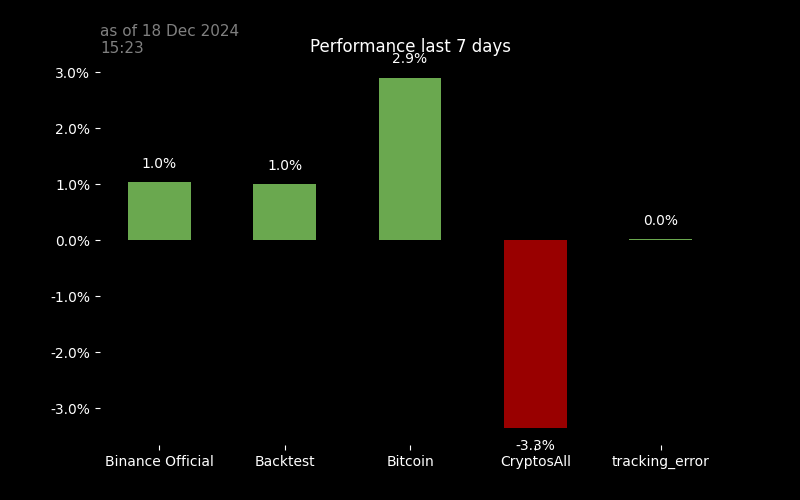 as of 18 Dec 2024
15:23
Performance last 7 days
3.0%
2.0%
1.0%
0.0%
-1.0%
-2.0%
-3.0%
1.0%
1.0%
2.9%
-3.3%
0.0%
Binance Official
Backtest
Bitcoin
CryptosAll
tracking_error